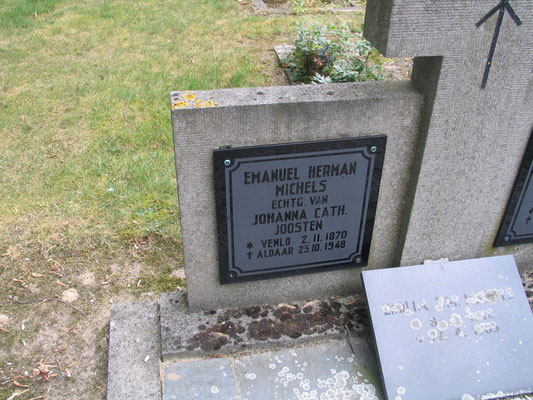 EMANUEL HERMAN
MICHELS
ECHTG. VAN
JOHANNA CATH.
JOOSTEN
* VENLO 2.11.1870
† ALDAAR 23.10.1948